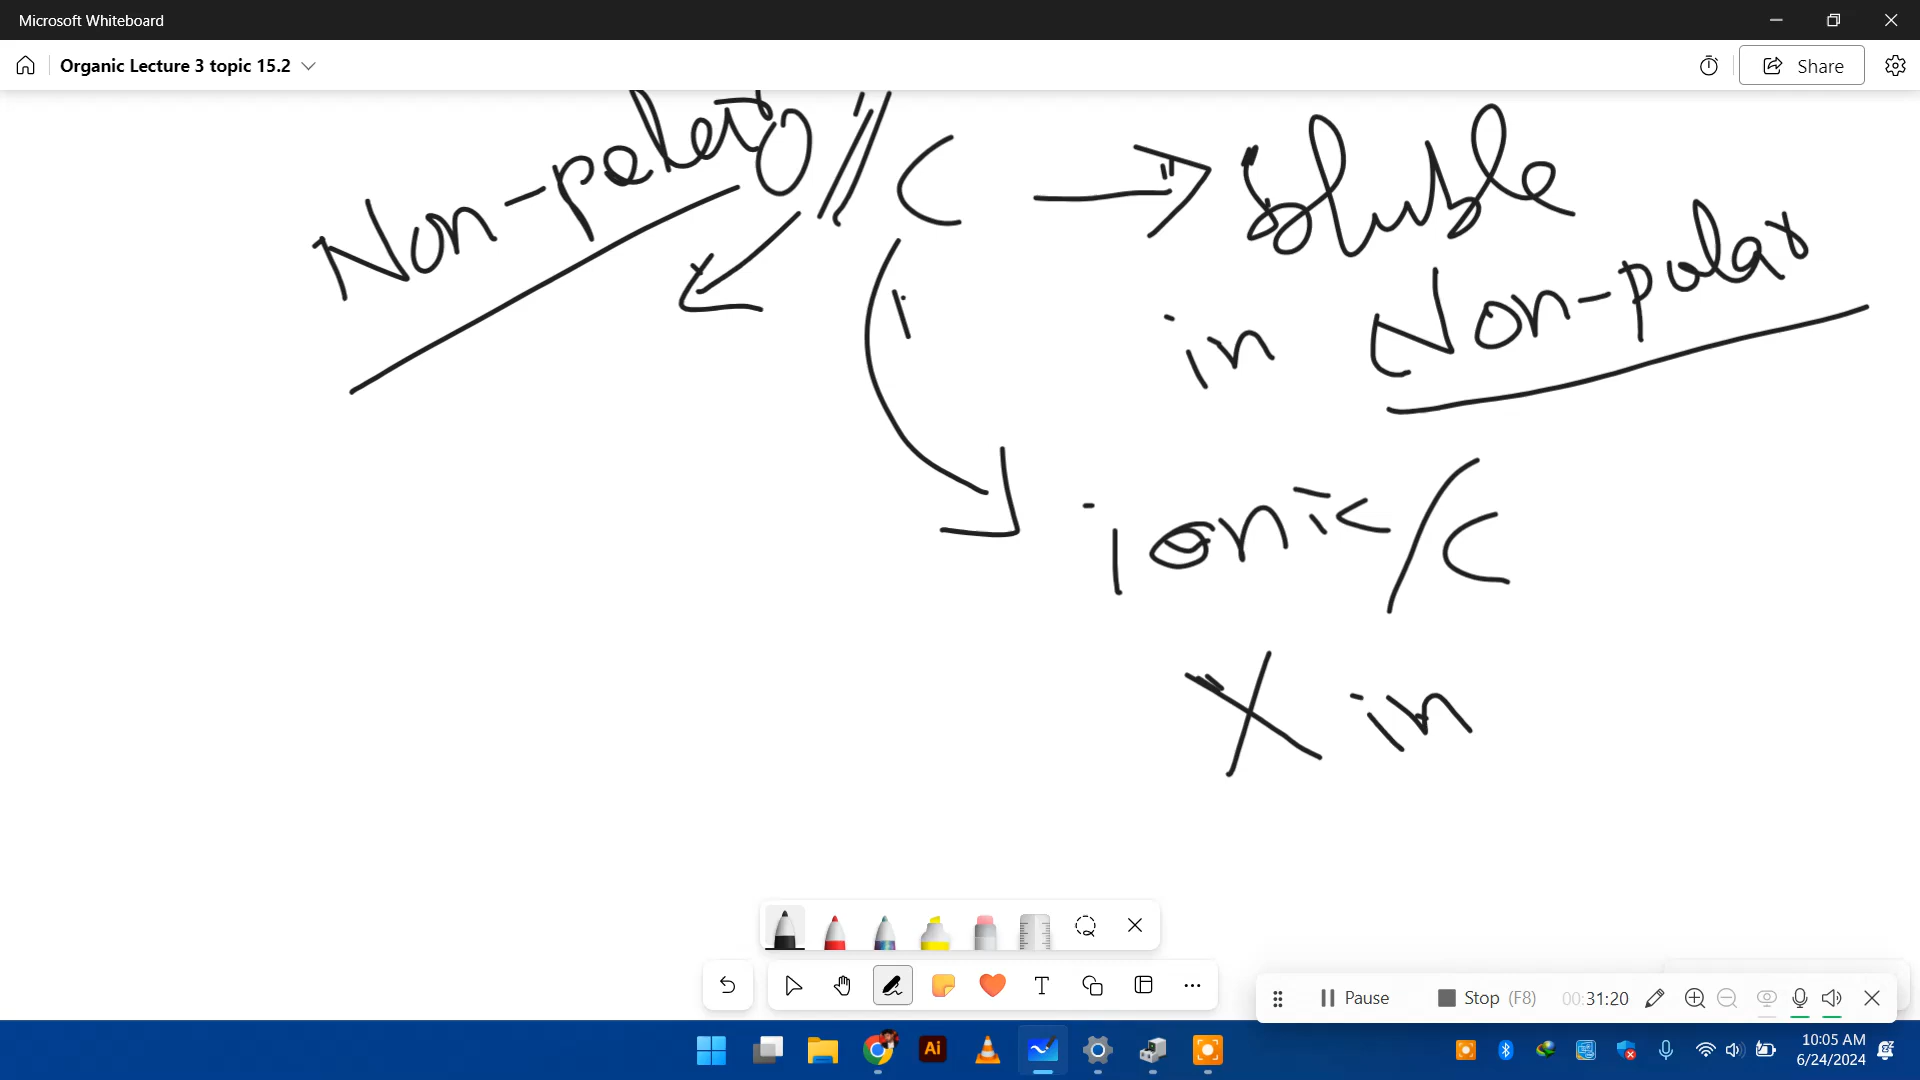 Microsoft Whiteboard
Organic Lecture 3 topic 15.2
Share
Non-polar O//C → Soluble
in Non-polar
ionic/C
X in
T
Pause
Stop (F8)
00:31:20
Ai
10:05 AM
6/24/2024